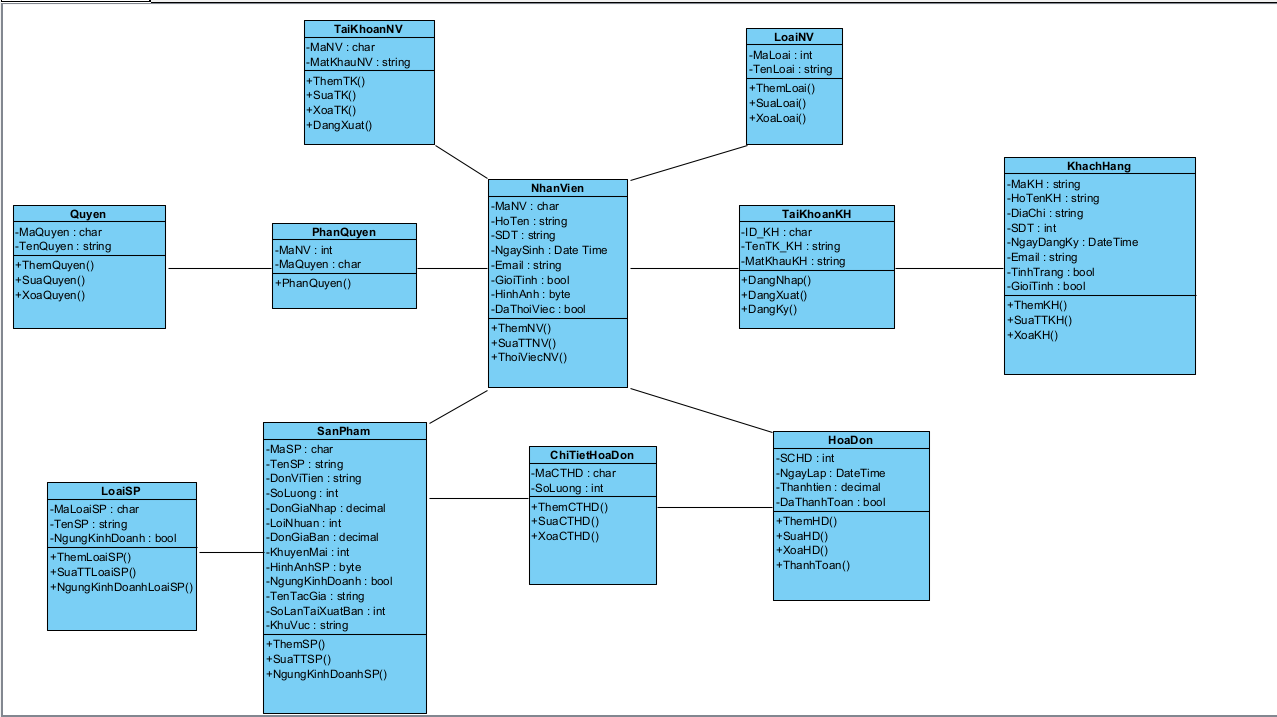 TaiKhoanNV
-MaNV : char
-MatKhauNV : string
+ThemTK()
+SuaTK()
+XoaTK()
+DangXuat()
LoaiNV
-MaLoai : int
-TenLoai : string
+ThemLoai()
+SuaLoai()
+XoaLoai()
Quyen
-MaQuyen : char
-TenQuyen : string
+ThemQuyen()
+SuaQuyen()
+XoaQuyen()
PhanQuyen
-MaNV : int
-MaQuyen : char
+PhanQuyen()
NhanVien
-MaNV : char
-HoTen : string
-SDT : string
-NgaySinh : Date Time
-Email : string
-GioiTinh : bool
-HinhAnh : byte
-DaThoiViec : bool
+ThemNV()
+SuaTTNV()
+ThoiViecNV()
TaiKhoanKH
-ID_KH : char
-TenTK_KH : string
-MatKhauKH : string
+DangNhap()
+DangXuat()
+DangKy()
KhachHang
-MaKH : string
-HoTenKH : string
-DiaChi : string
-SDT : int
-NgayDangKy : DateTime
-Email : string
-TinhTrang : bool
-GioiTinh : bool
+ThemKH()
+SuaTTKH()
+XoaKH()
LoaiSP
-MaLoaiSP : char
-TenSP : string
-NgungKinhDoanh : bool
+ThemLoaiSP()
+SuaTTLoaiSP()
+NgungKinhDoanhLoaiSP()
SanPham
-MaSP : char
-TenSP : string
-DonViTien : string
-SoLuong : int
-DonGiaNhap : decimal
-LoiNhuan : int
-DonGiaBan : decimal
-KhuyenMai : int
-HinhAnhSP : byte
-NgungKinhDoanh : bool
-TenTacGia : string
-SoLanTaiXuatBan : int
-KhuVuc : string
+ThemSP()
+SuaTTSP()
+NgungKinhDoanhSP()
ChiTietHoaDon
-MaCTHD : char
-SoLuong : int
+ThemCTHD()
+SuaCTHD()
+XoaCTHD()
HoaDon
-SCHD : int
-NgayLap : DateTime
-Thanhtien : decimal
-DaThanhToan : bool
+ThemHD()
+SuaHD()
+XoaHD()
+ThanhToan()